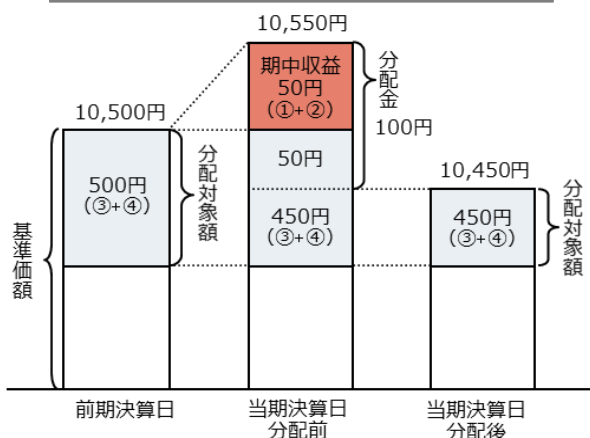 10,550円
期中収益
50円
(①+②)
分配金
100円
10,500円
500円
(③+④)
分配対象額
50円
450円
(③+④)
10,450円
450円
(③+④)
分配対象額
基準価額
前期決算日
当期決算日
分配前
当期決算日
分配後